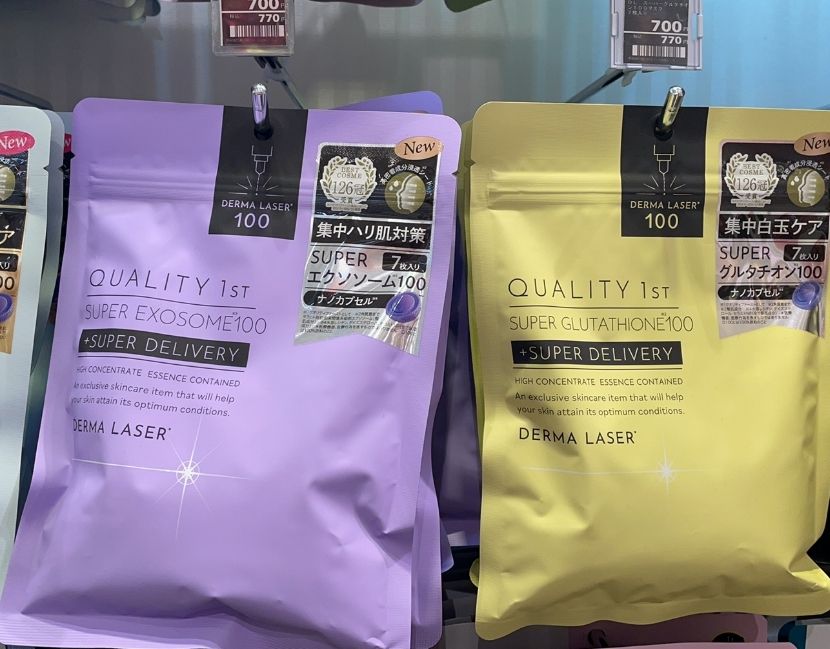 700
770
700
770
New
ア
DERMA LASER
100
New
BEST
COSME
126冠
受賞
集中ハリ肌対策
SUPER
7枚入り
エクソソーム100
ナノカプセル
QUALITY 1ST
SUPER EXOSOME100
+SUPER DELIVERY
HIGH CONCENTRATE ESSENCE CONTAINED
An exclusive skincare item that will help
your skin attain its optimum conditions.
DERMA LASER
DERMA LASER
100
New
BEST
COSME
126冠
受賞
集中白玉ケア
SUPER
7枚入り
グルタチオン100
ナノカプセル
QUALITY 1ST
SUPER GLUTATHIONE100
+SUPER DELIVERY
HIGH CONCENTRATE ESSENCE CONTAINED
An exclusive skincare item that will help
your skin attain its optimum conditions.
DERMA LASER